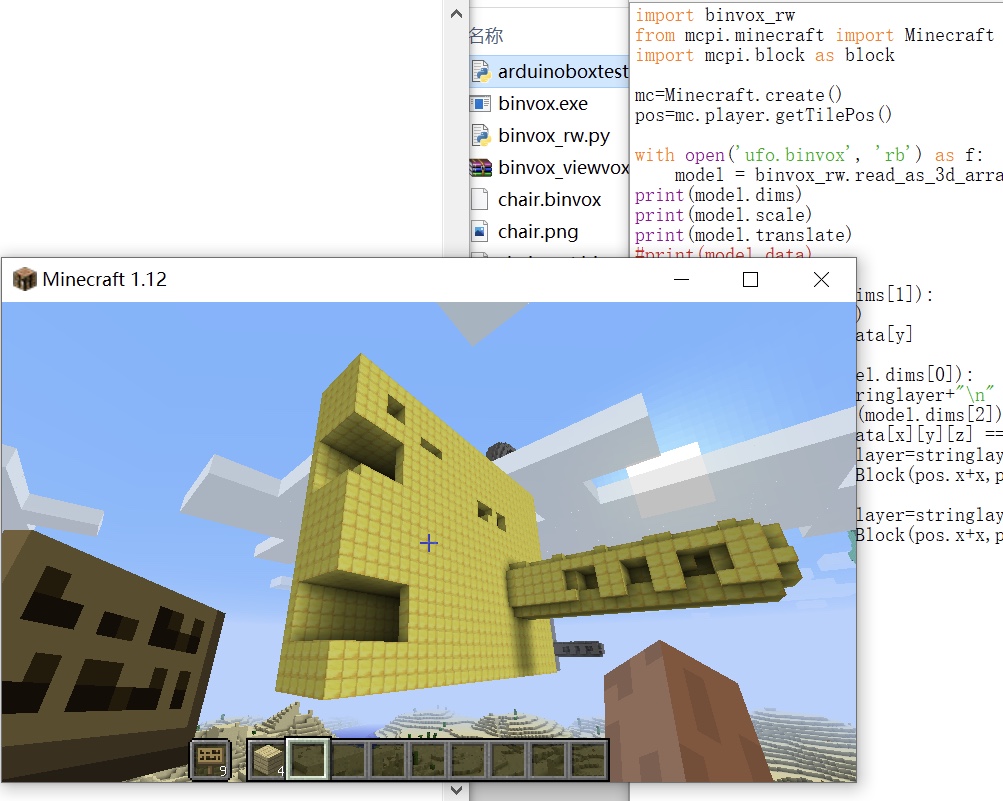 名称
arduinoboxtest
binvox.exe
binvox_rw.py
binvox_viewvox
chair.binvox
chair.png
import binvox_rw
from mcpi.minecraft import Minecraft
import mcpi.block as block
mc=Minecraft.create()
pos=mc.player.getTilePos()
with open('ufo.binvox', 'rb') as f:
model = binvox_rw.read_as_3d_arra
print(model.dims)
print(model.scale)
print(model.translate)
#print(model.data)
ims[1]):
)
ata[y]
el.dims[0]):
ringlayer+"\n"
(model.dims[2])
ata[x][y][z] ==
layer=stringlay
Block(pos.x+x,p
layer=stringlay
Block(pos.x+x,p
Minecraft 1.12
9
4